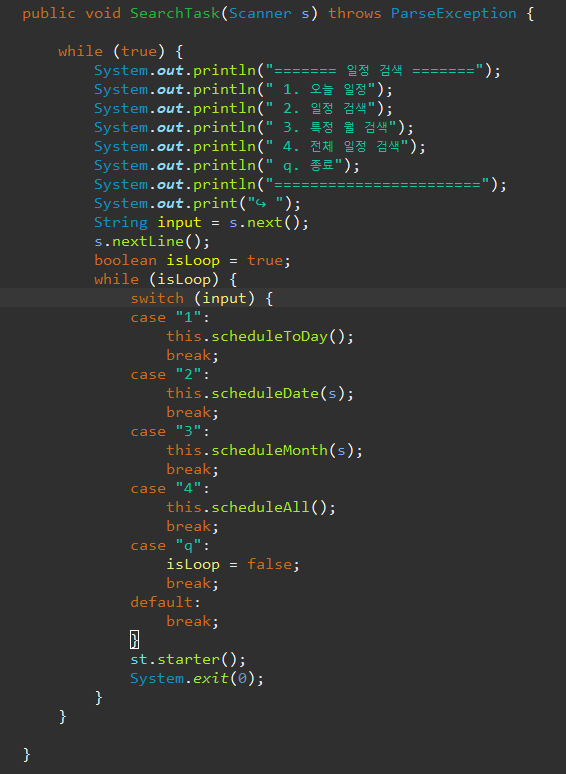 public void SearchTask(Scanner s) throws ParseException {
while (true) {
System.out.println("======= 일정 검색 =======");
System.out.println(" 1. 오늘 일정");
System.out.println(" 2. 일정 검색");
System.out.println(" 3. 특정 월 검색");
System.out.println(" 4. 전체 일정 검색");
System.out.println(" q. 종료");
System.out.println("=======================");
System.out.print("↪ ");
String input = s.next();
s.nextLine();
boolean isLoop = true;
while (isLoop) {
switch (input) {
case "1":
this.scheduleToDay();
break;
case "2":
this.scheduleDate(s);
break;
case "3":
this.scheduleMonth(s);
break;
case "4":
this.scheduleAll();
break;
case "q":
isLoop = false;
break;
default:
break;
}
st.starter();
System.exit(0);
}
}
}